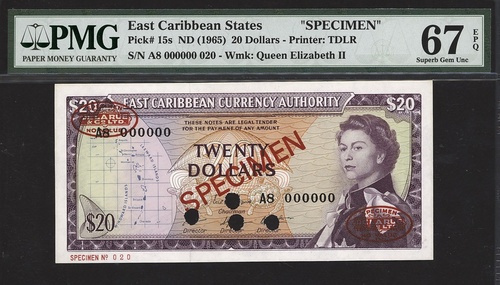 PMG
PAPER MONEY GUARANTY
East Caribbean States "SPECIMEN"
Pick# 15s ND (1965) 20 Dollars - Printer: TDLR
S/N A8 000000 020 - Wmk: Queen Elizabeth II
67 EPQ
Superb Gem Unc
$20 EAST CARIBBEAN CURRENCY AUTHORITY $20
THESE NOTES ARE LEGAL TENDER
FOR THE PAYMENT OF ANY AMOUNT.
A8 000000
TWENTY
DOLLARS
SPECIMEN
A8 000000
Chairman
$20
Director
Director
SPECIMEN
SPECIMEN Nº 020